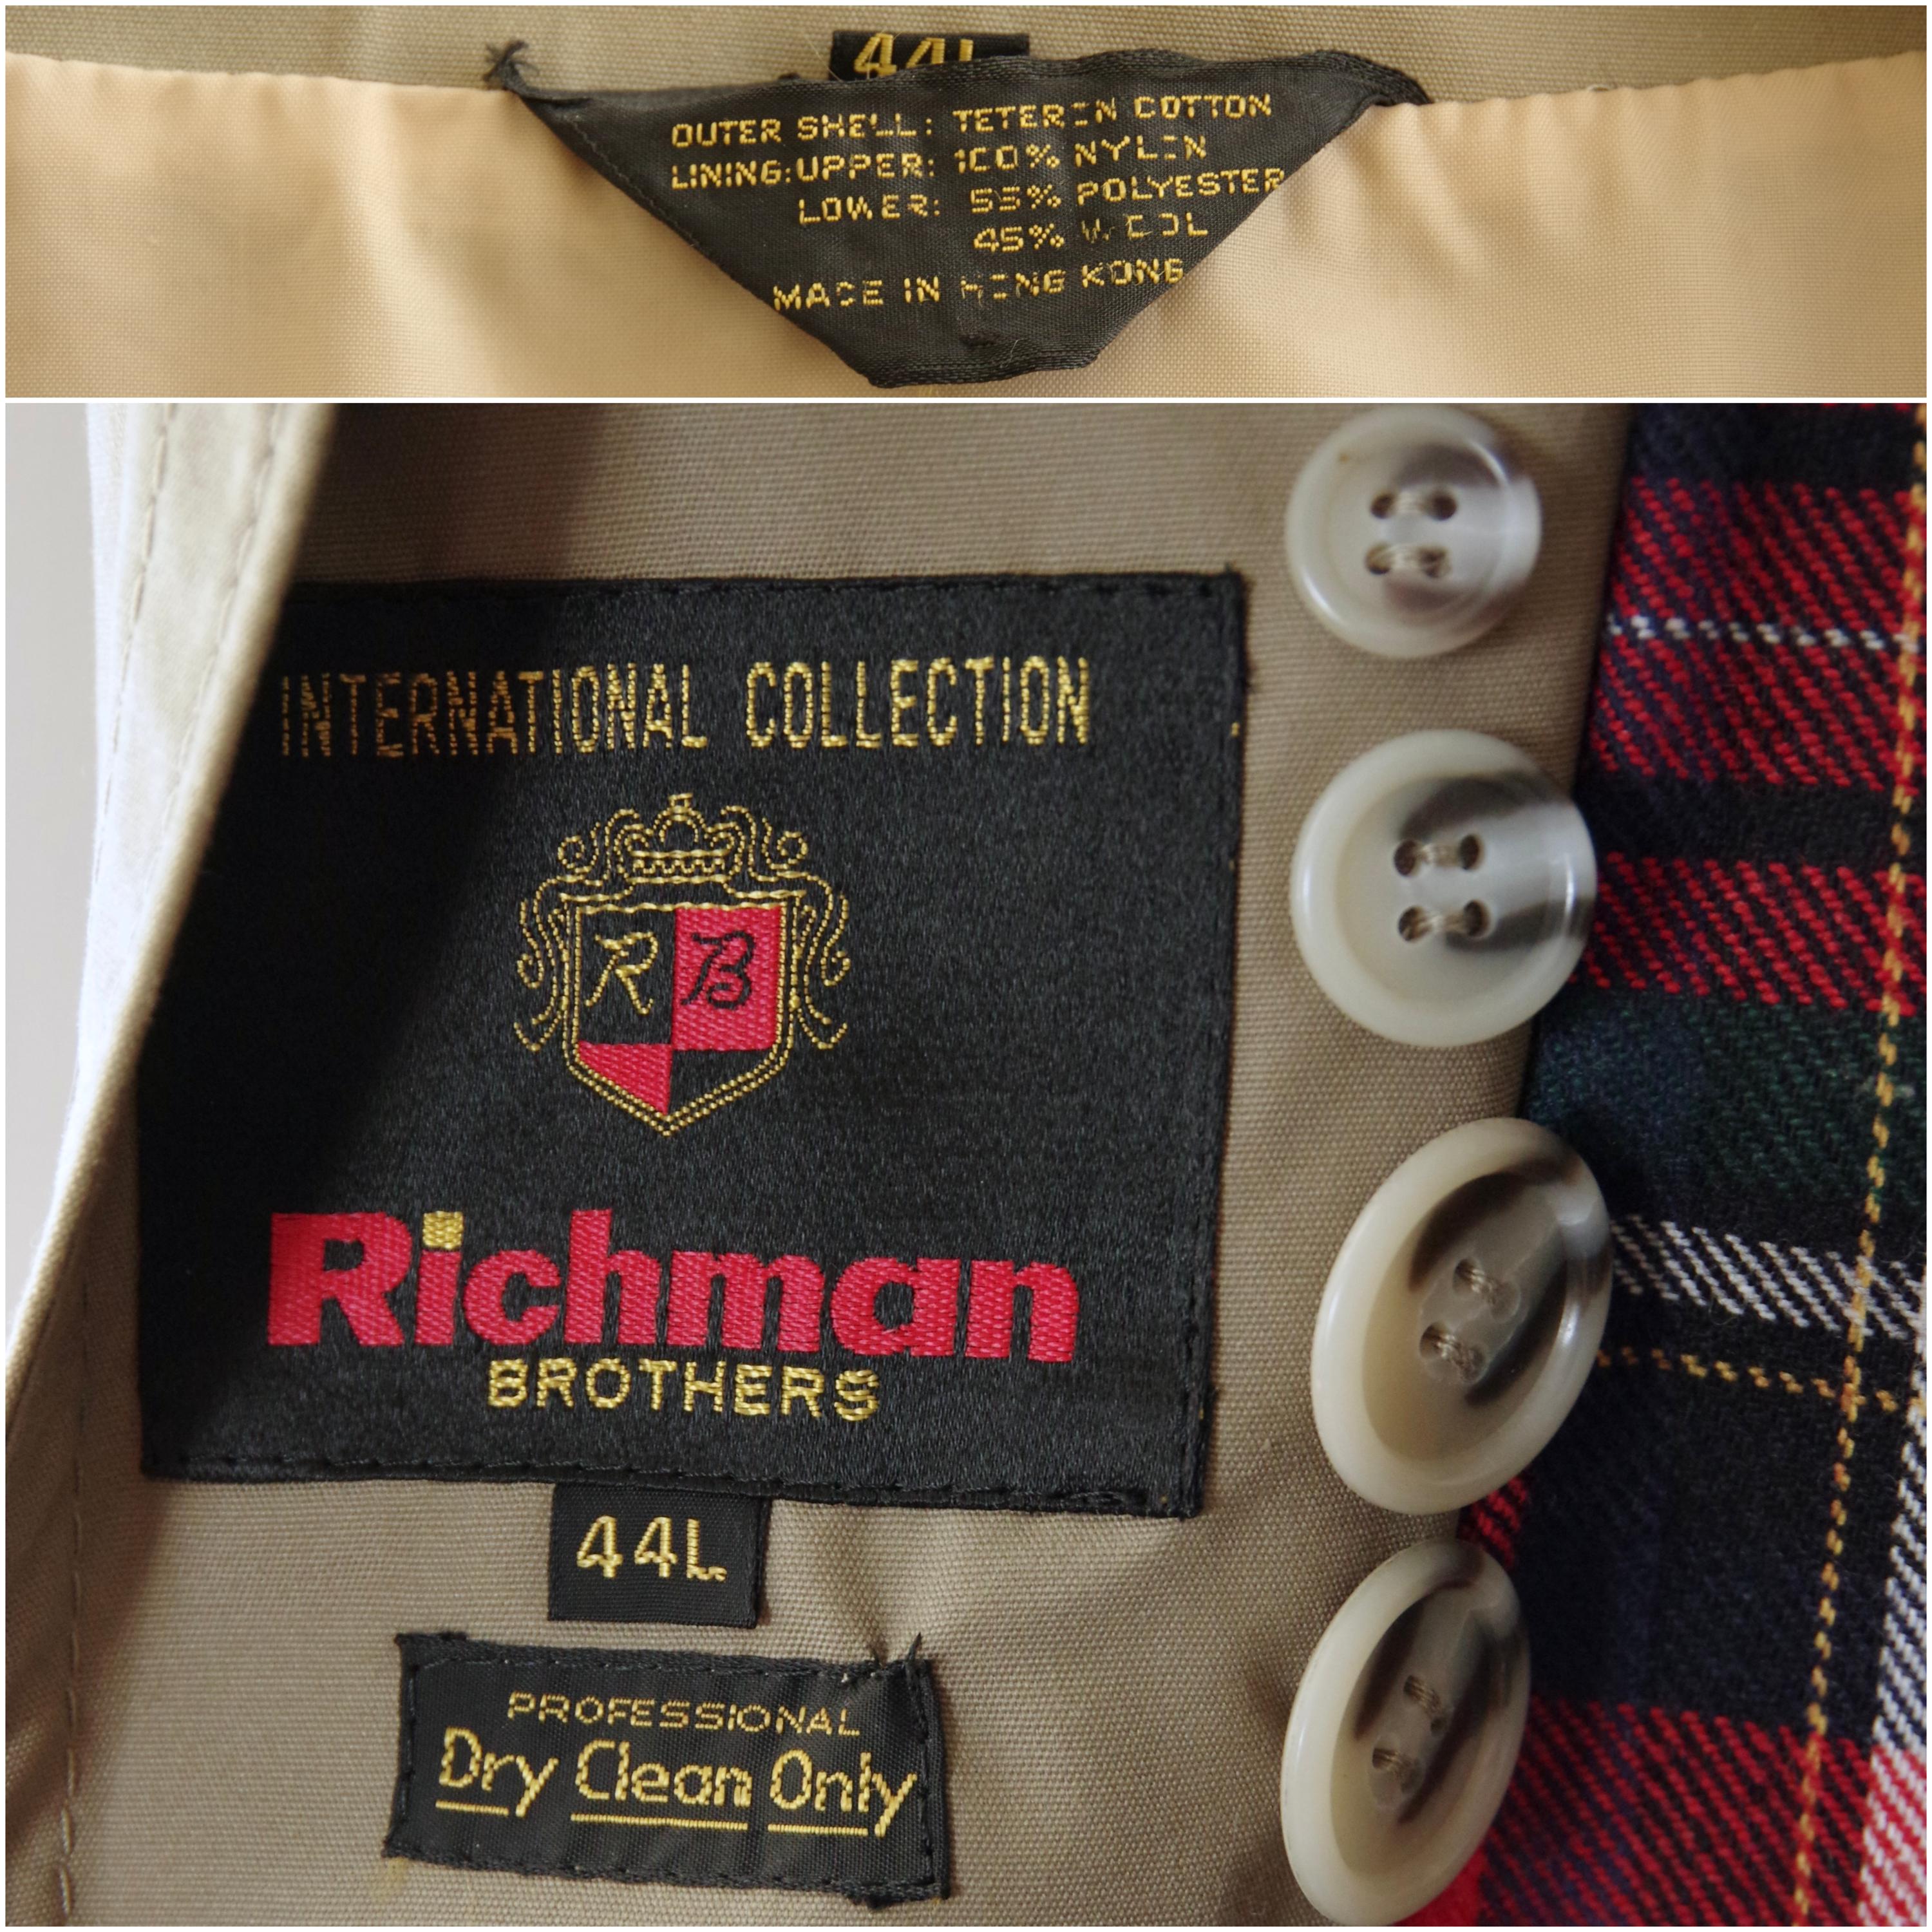 44L
OUTER SHELL: TETERIN COTTON
LINING:UPPER: 100% NYLON
LOWER: 55% POLYESTER
45% WOOL
MADE IN HONG KONG
INTERNATIONAL COLLECTION
R B
Richman
BROTHERS
44L
PROFESSIONAL
Dry Clean Only